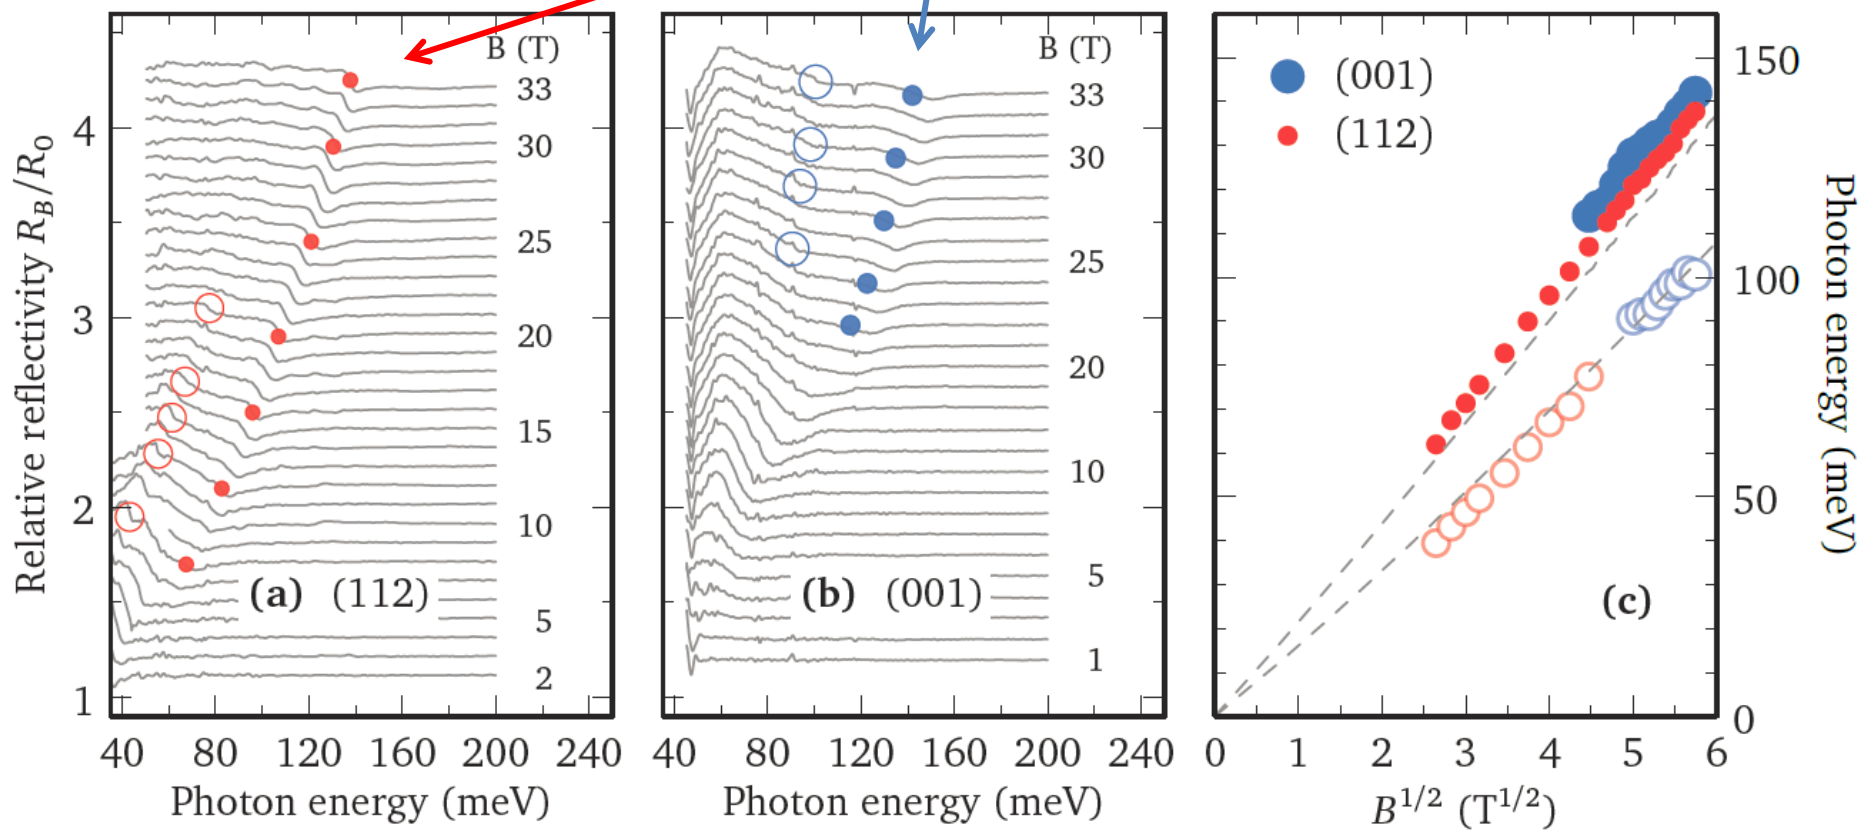 Relative reflectivity R_B/R_0
4
3
2
1
B (T)
33
30
25
20
15
10
5
2
(a) (112)
40 80 120 160 200 240
Photon energy (meV)
B (T)
33
30
25
20
10
5
1
(b) (001)
40 80 120 160 200 240
Photon energy (meV)
(001)
(112)
(c)
150
100
50
0
Photon energy (meV)
0 1 2 3 4 5 6
B^{1/2} (T^{1/2})